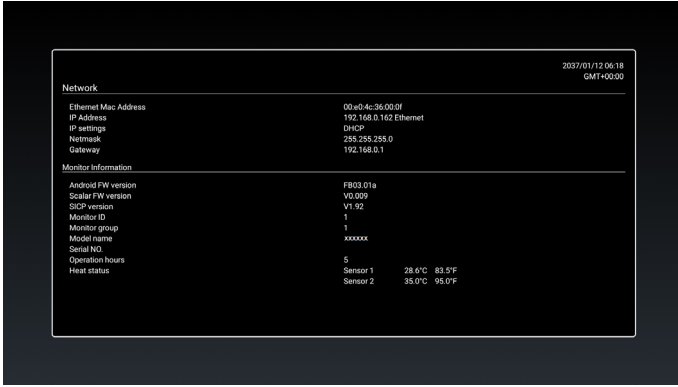 2037/01/12 06:18
GMT+00:00
Network
Ethernet Mac Address 00:e0:4c:36:00:0f
IP Address 192.168.0.162 Ethernet
IP settings DHCP
Netmask 255.255.255.0
Gateway 192.168.0.1
Monitor Information
Android FW version FB03.01a
Scalar FW version V0.009
SICP version V1.92
Monitor ID 1
Monitor group 1
Model name xxxxxx
Serial NO.
Operation hours 5
Heat status Sensor 1 28.6°C 83.5°F
Sensor 2 35.0°C 95.0°F